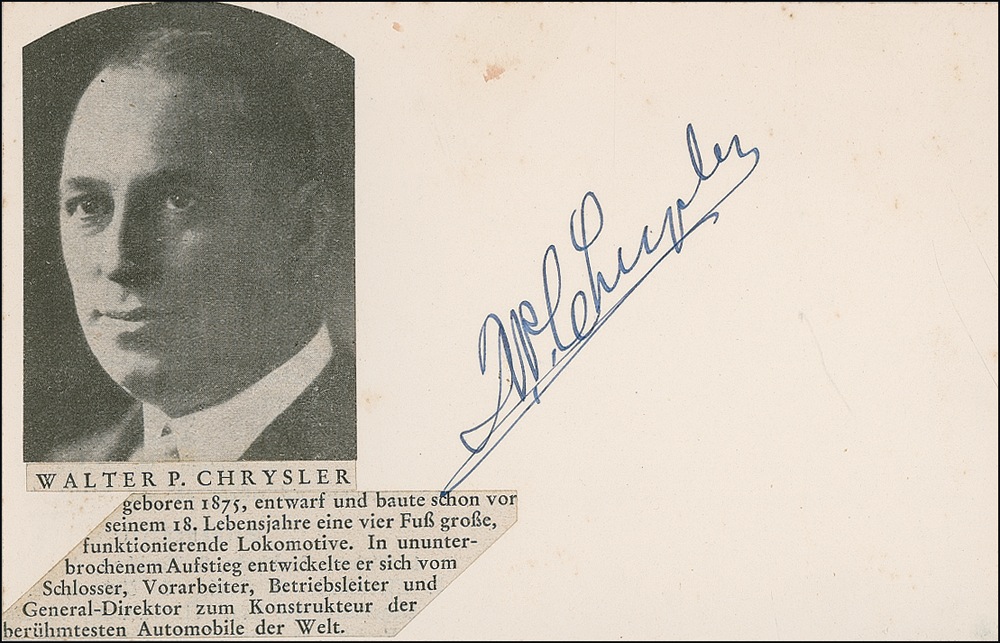 WALTER P. CHRYSLER
geboren 1875, entwarf und baute schon vor
seinem 18. Lebensjahre eine vier Fuß große,
funktionierende Lokomotive. In ununter-
brochenem Aufstieg entwickelte er sich vom
Schlosser, Vorarbeiter, Betriebsleiter und
General-Direktor zum Konstrukteur der
berühmtesten Automobile der Welt.
W.P. Chrysler